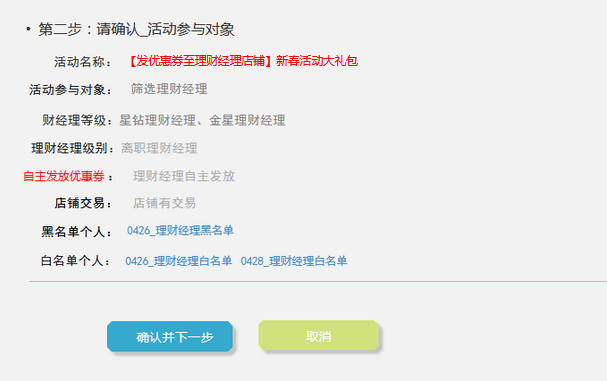 • 第二步：请确认_活动参与对象
活动名称： 【发优惠券至理财经理店铺】新春活动大礼包
活动参与对象： 筛选理财经理
财经理等级：星钻理财经理、金星理财经理
理财经理级别：离职理财经理
自主发放优惠券： 理财经理自主发放
店铺交易： 店铺有交易
黑名单个人： 0426_理财经理黑名单
白名单个人： 0426_理财经理白名单 0428_理财经理白名单
确认并下一步 取消